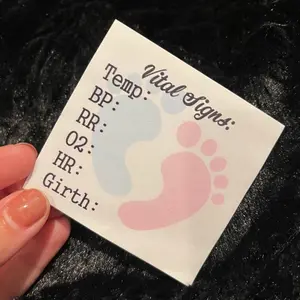 Vital Signs:
Temp:
BP:
RR:
O2:
HR:
Girth: